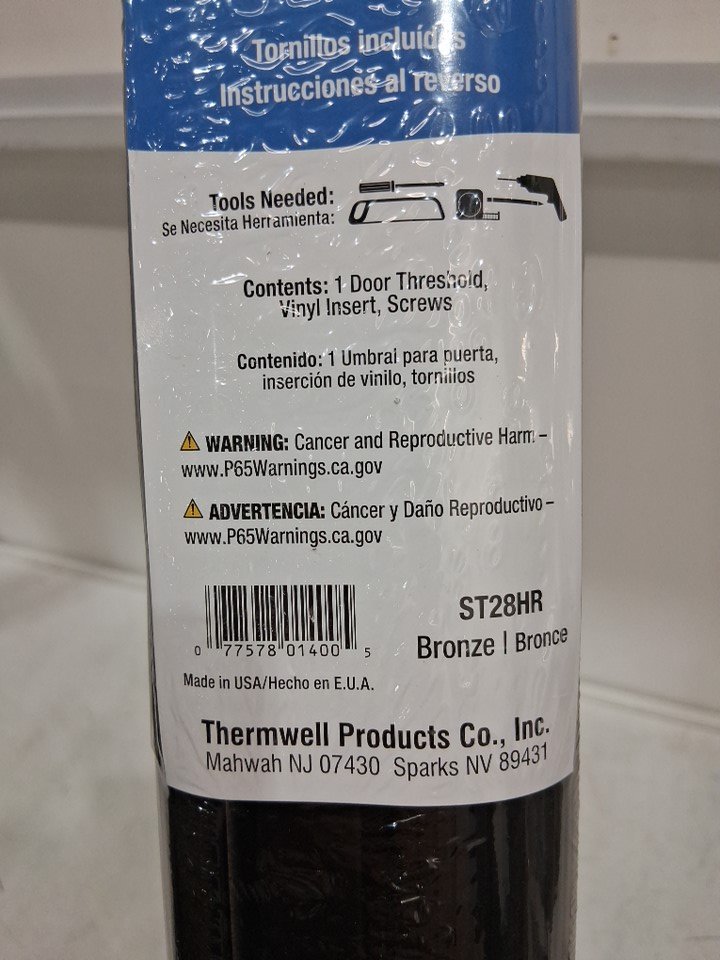 Tornillos incluidos
Instrucciones al reverso
Tools Needed:
Se Necesita Herramienta:
Contents: 1 Door Threshold,
Vinyl Insert, Screws
Contenido: 1 Umbral para puerta,
inserción de vinilo, tornillos
WARNING: Cancer and Reproductive Harm –
www.P65Warnings.ca.gov
ADVERTENCIA: Cáncer y Daño Reproductivo –
www.P65Warnings.ca.gov
0 77578 01400 5
ST28HR
Bronze | Bronce
Made in USA/Hecho en E.U.A.
Thermwell Products Co., Inc.
Mahwah NJ 07430 Sparks NV 89431